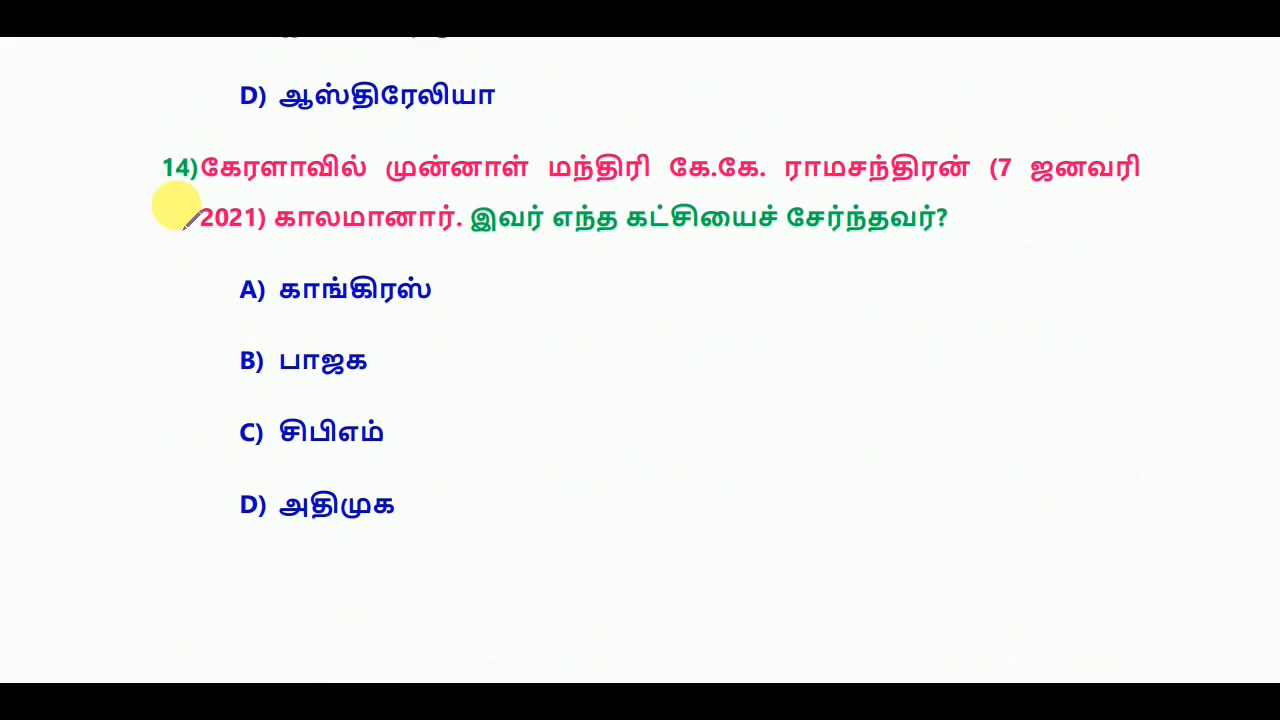 D) ஆஸ்திரேலியா
14)கேரளாவில் முன்னாள் மந்திரி கே.கே. ராமசந்திரன் (7 ஜனவரி
2021) காலமானார். இவர் எந்த கட்சியைச் சேர்ந்தவர்?
A) காங்கிரஸ்
B) பாஜக
C) சிபிஎம்
D) அதிமுக